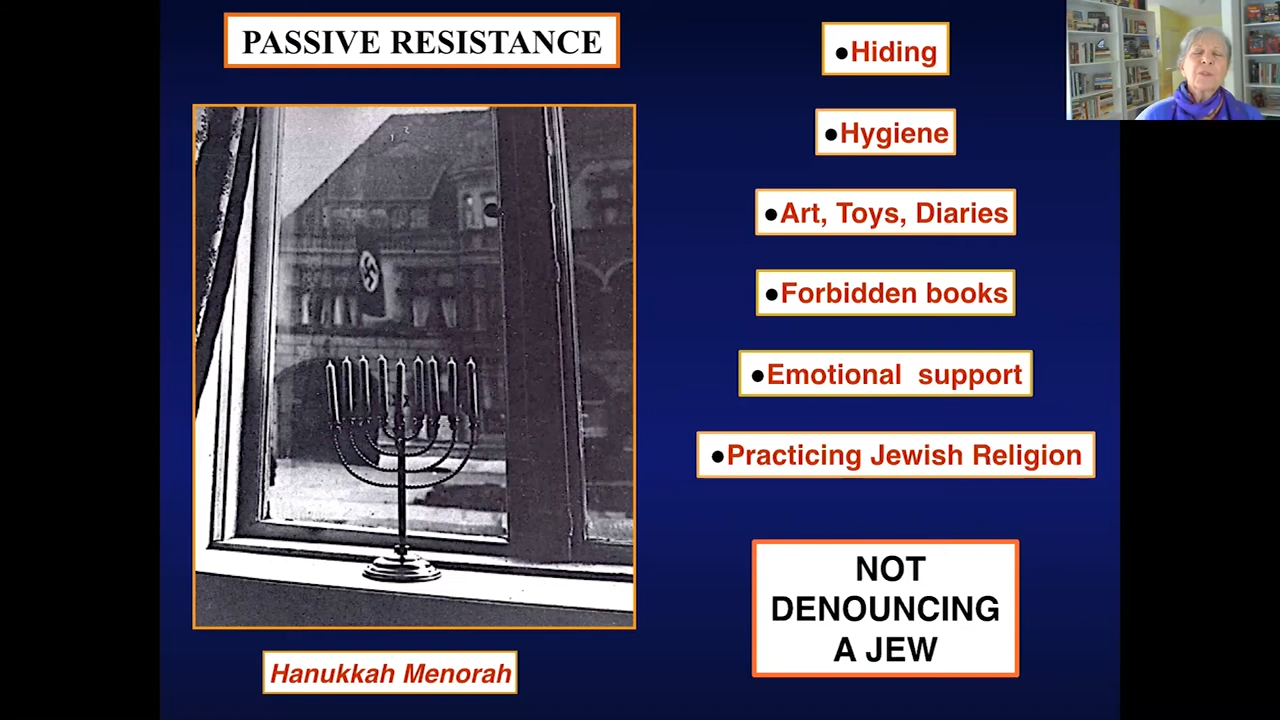 PASSIVE RESISTANCE
●Hiding
●Hygiene
●Art, Toys, Diaries
●Forbidden books
●Emotional support
●Practicing Jewish Religion
NOT
DENOUNCING
A JEW
Hanukkah Menorah